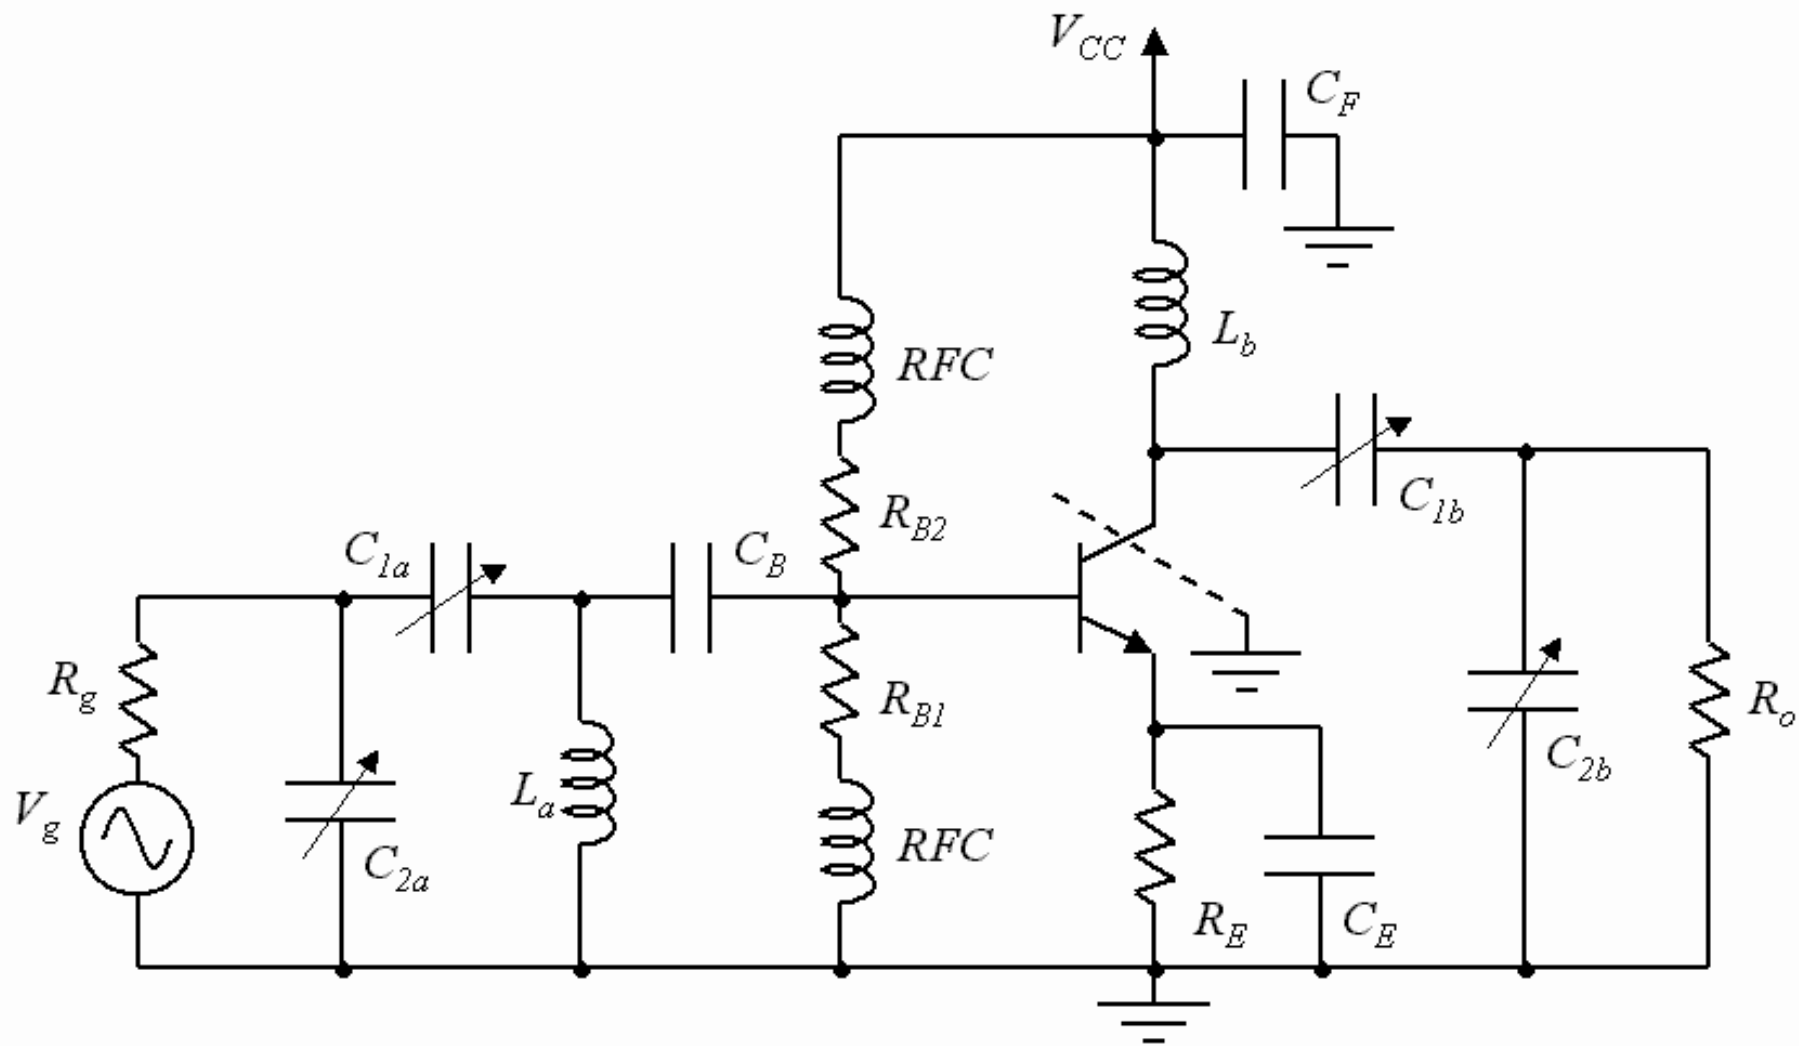 V_CC
C_F
L_b
RFC
C_1b
R_B2
C_1a
C_B
R_g
R_B1
R_o
C_2b
V_g
L_a
RFC
C_2a
R_E
C_E